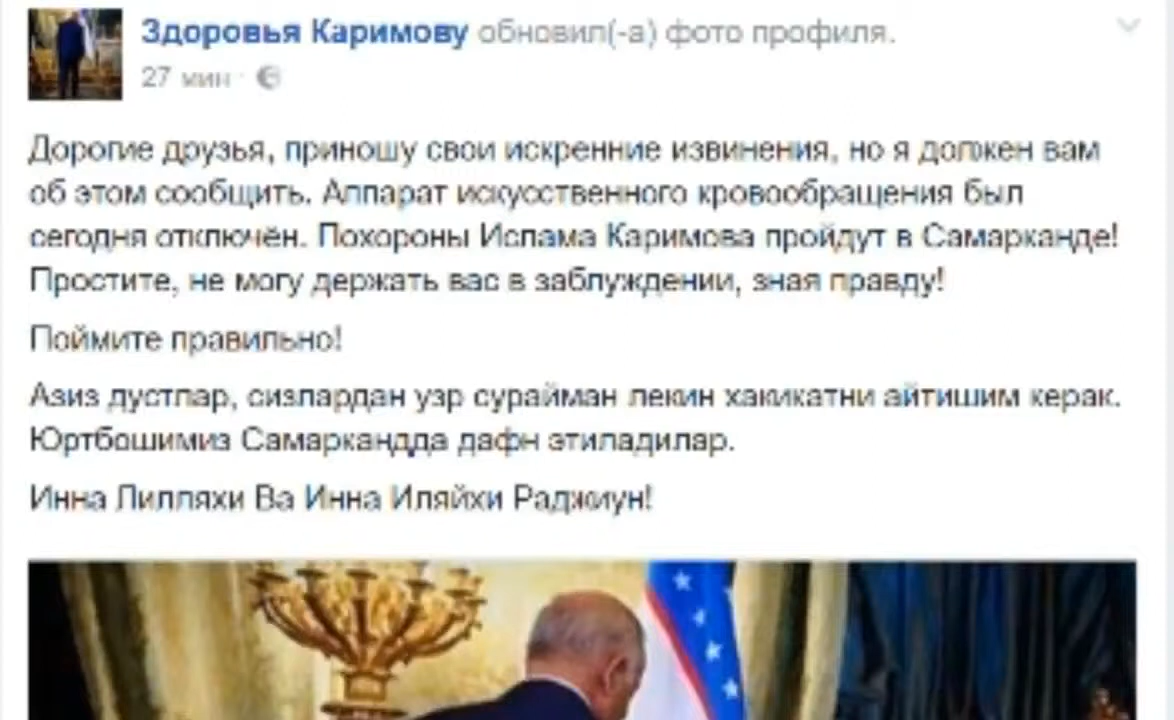 Здоровья Каримову обновил(-а) фото профиля.
27 мин ·
Дорогие друзья, приношу свои искренние извинения, но я должен вам
об этом сообщить. Аппарат искусственного кровообращения был
сегодня отключён. Похороны Ислама Каримова пройдут в Самарканде!
Простите, не могу держать вас в заблуждении, зная правду!
Поймите правильно!
Азиз дустлар, сизлардан узр сурайман лекин хакикатни айтишим керак.
Юртбошимиз Самаркандда дафн этиладилар.
Инна Лилляхи Ва Инна Иляйхи Раджиун!